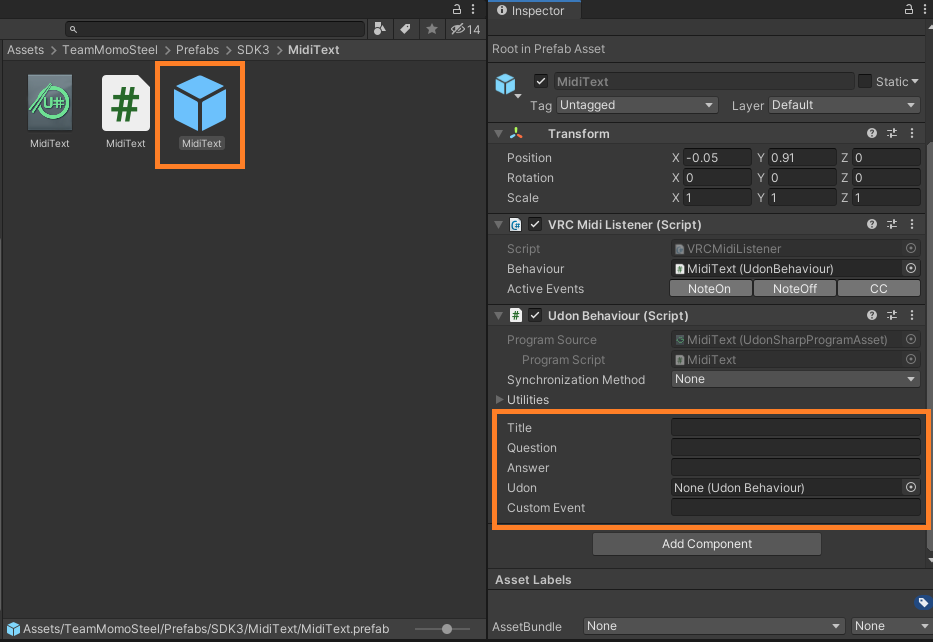 Inspector
14
Assets > TeamMomoSteel > Prefabs > SDK3 > MidiText
MidiText
MidiText
MidiText
Root in Prefab Asset
MidiText
Static
Tag Untagged Layer Default
Transform
Position X -0.05 Y 0.91 Z 0
Rotation X 0 Y 0 Z 0
Scale X 1 Y 1 Z 1
VRC Midi Listener (Script)
Script VRCMidiListener
Behaviour MidiText (UdonBehaviour)
Active Events NoteOn NoteOff CC
Udon Behaviour (Script)
Program Source MidiText (UdonSharpProgramAsset)
Program Script MidiText
Synchronization Method None
Utilities
Title
Question
Answer
Udon None (Udon Behaviour)
Custom Event
Add Component
Asset Labels
AssetBundle None None
Assets/TeamMomoSteel/Prefabs/SDK3/MidiText/MidiText.prefab